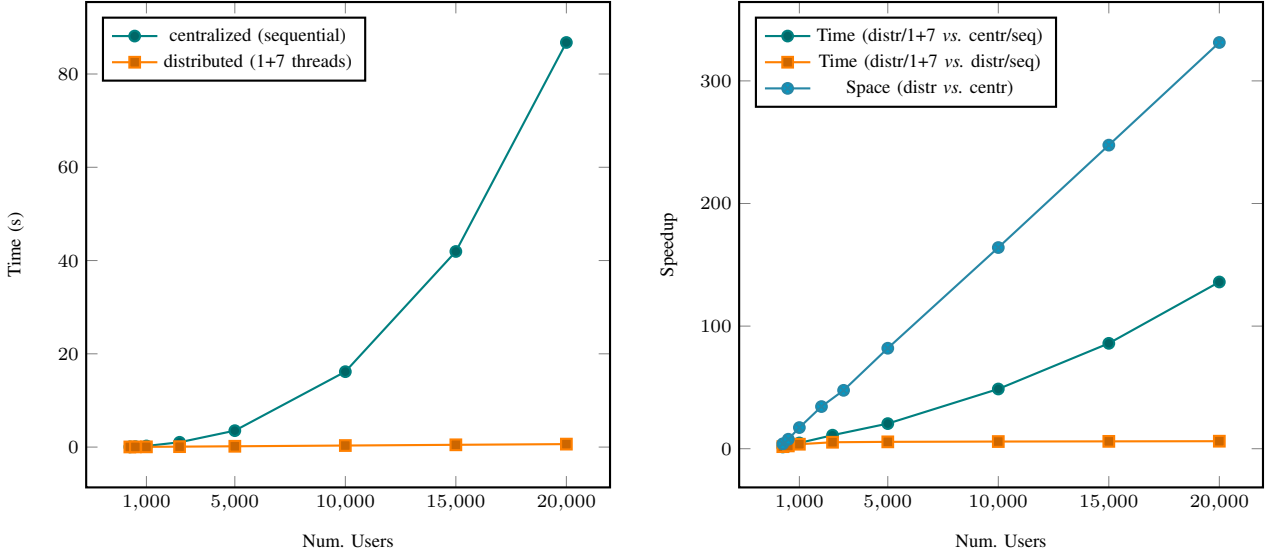 centralized (sequential)
distributed (1+7 threads)
80
60
40
20
0
Time (s)
1,000 5,000 10,000 15,000 20,000
Num. Users
Time (distr/1+7 vs. centr/seq)
Time (distr/1+7 vs. distr/seq)
Space (distr vs. centr)
300
200
100
0
Speedup
1,000 5,000 10,000 15,000 20,000
Num. Users